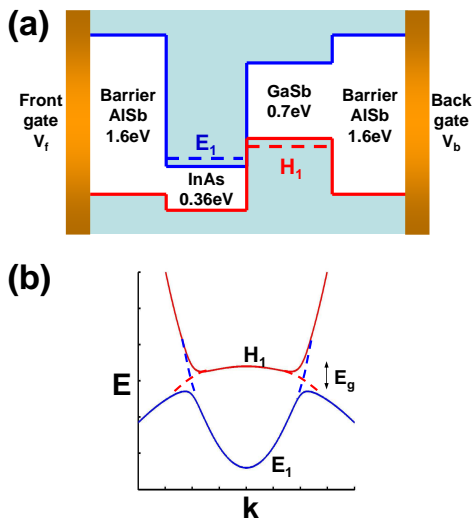 (a)
Front
gate
V_f
Barrier
AlSb
1.6eV
E_1
InAs
0.36eV
GaSb
0.7eV
H_1
Barrier
AlSb
1.6eV
Back
gate
V_b
(b)
E
H_1
E_g
E_1
k